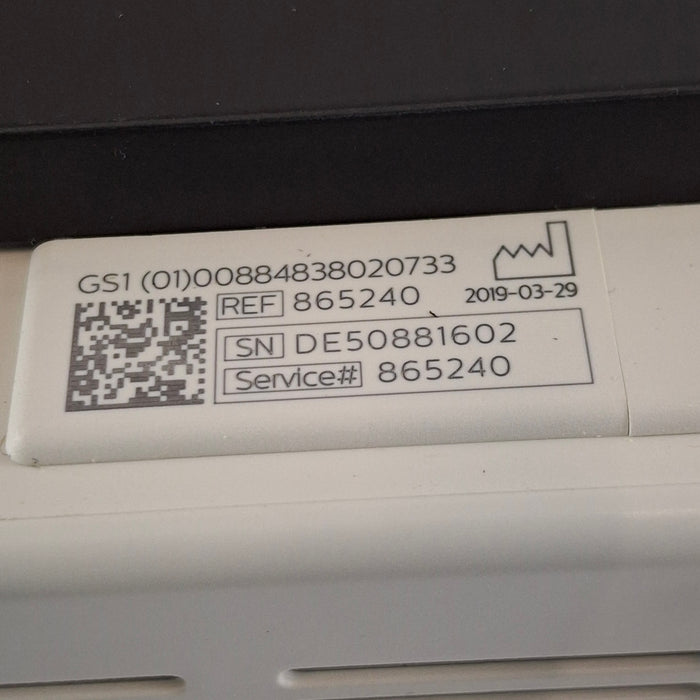 GS1 (01)00884838020733
REF 865240
2019-03-29
SN DE50881602
Service# 865240